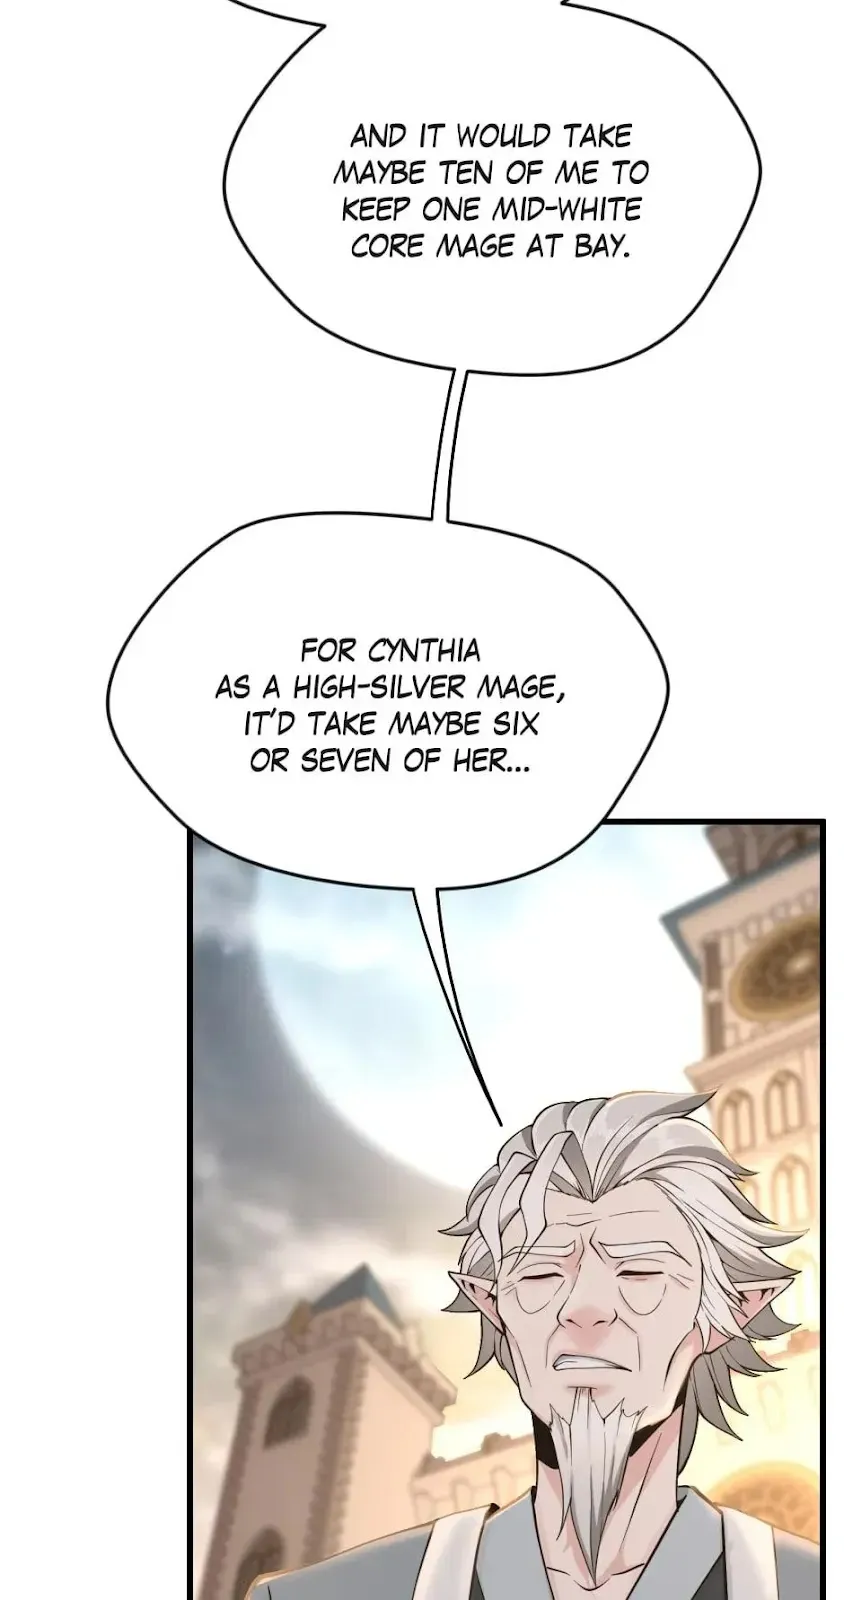 AND IT WOULD TAKE
MAYBE TEN OF ME TO
KEEP ONE MID-WHITE
CORE MAGE AT BAY.
FOR CYNTHIA
AS A HIGH-SILVER MAGE,
IT'D TAKE MAYBE SIX
OR SEVEN OF HER...